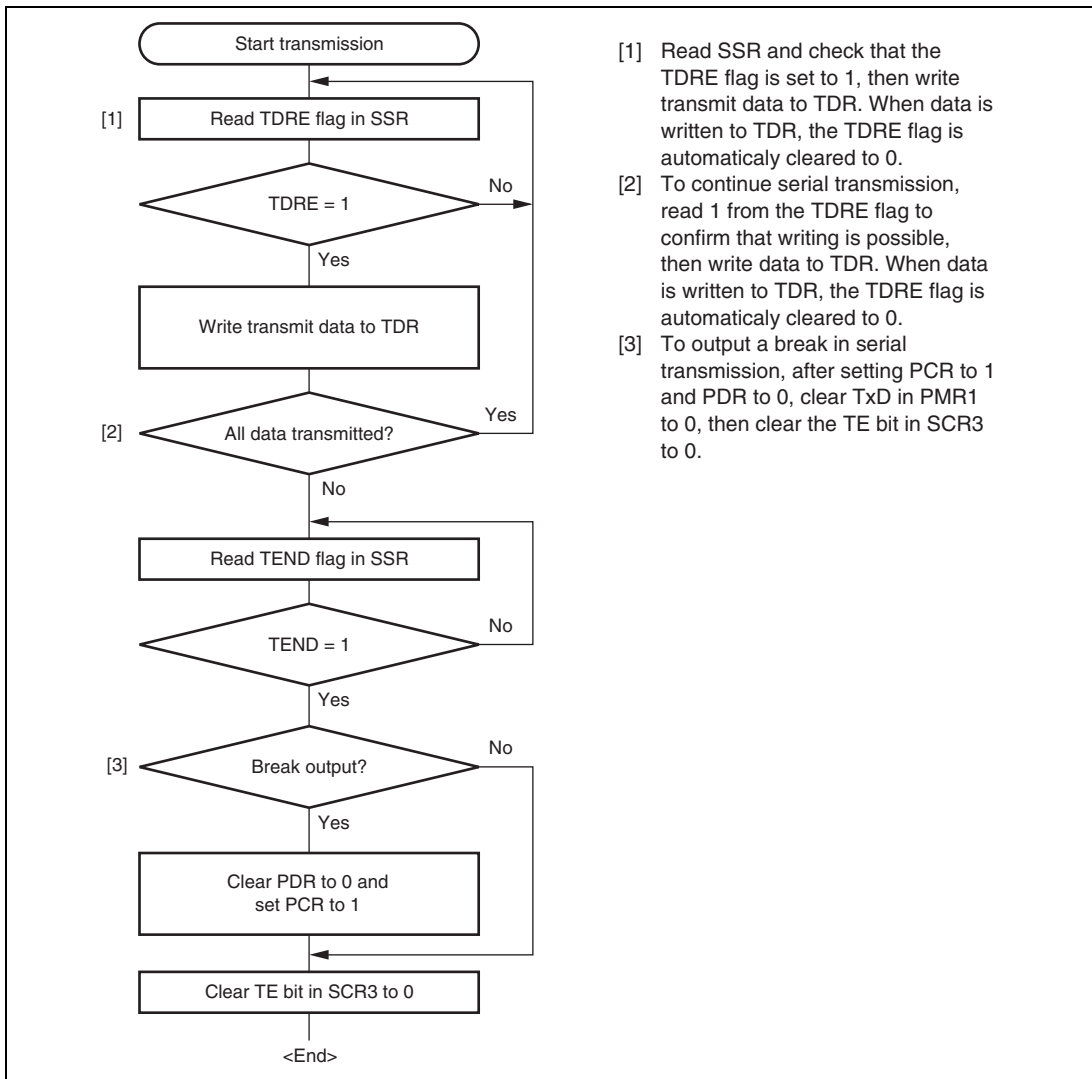 Start transmission
[1] Read TDRE flag in SSR
TDRE = 1
No
Yes
Write transmit data to TDR
[2] All data transmitted?
Yes
No
Read TEND flag in SSR
TEND = 1
No
Yes
[3] Break output?
No
Yes
Clear PDR to 0 and
set PCR to 1
Clear TE bit in SCR3 to 0
<End>
[1] Read SSR and check that the
TDRE flag is set to 1, then write
transmit data to TDR. When data is
written to TDR, the TDRE flag is
automaticaly cleared to 0.
[2] To continue serial transmission,
read 1 from the TDRE flag to
confirm that writing is possible,
then write data to TDR. When data
is written to TDR, the TDRE flag is
automaticaly cleared to 0.
[3] To output a break in serial
transmission, after setting PCR to 1
and PDR to 0, clear TxD in PMR1
to 0, then clear the TE bit in SCR3
to 0.